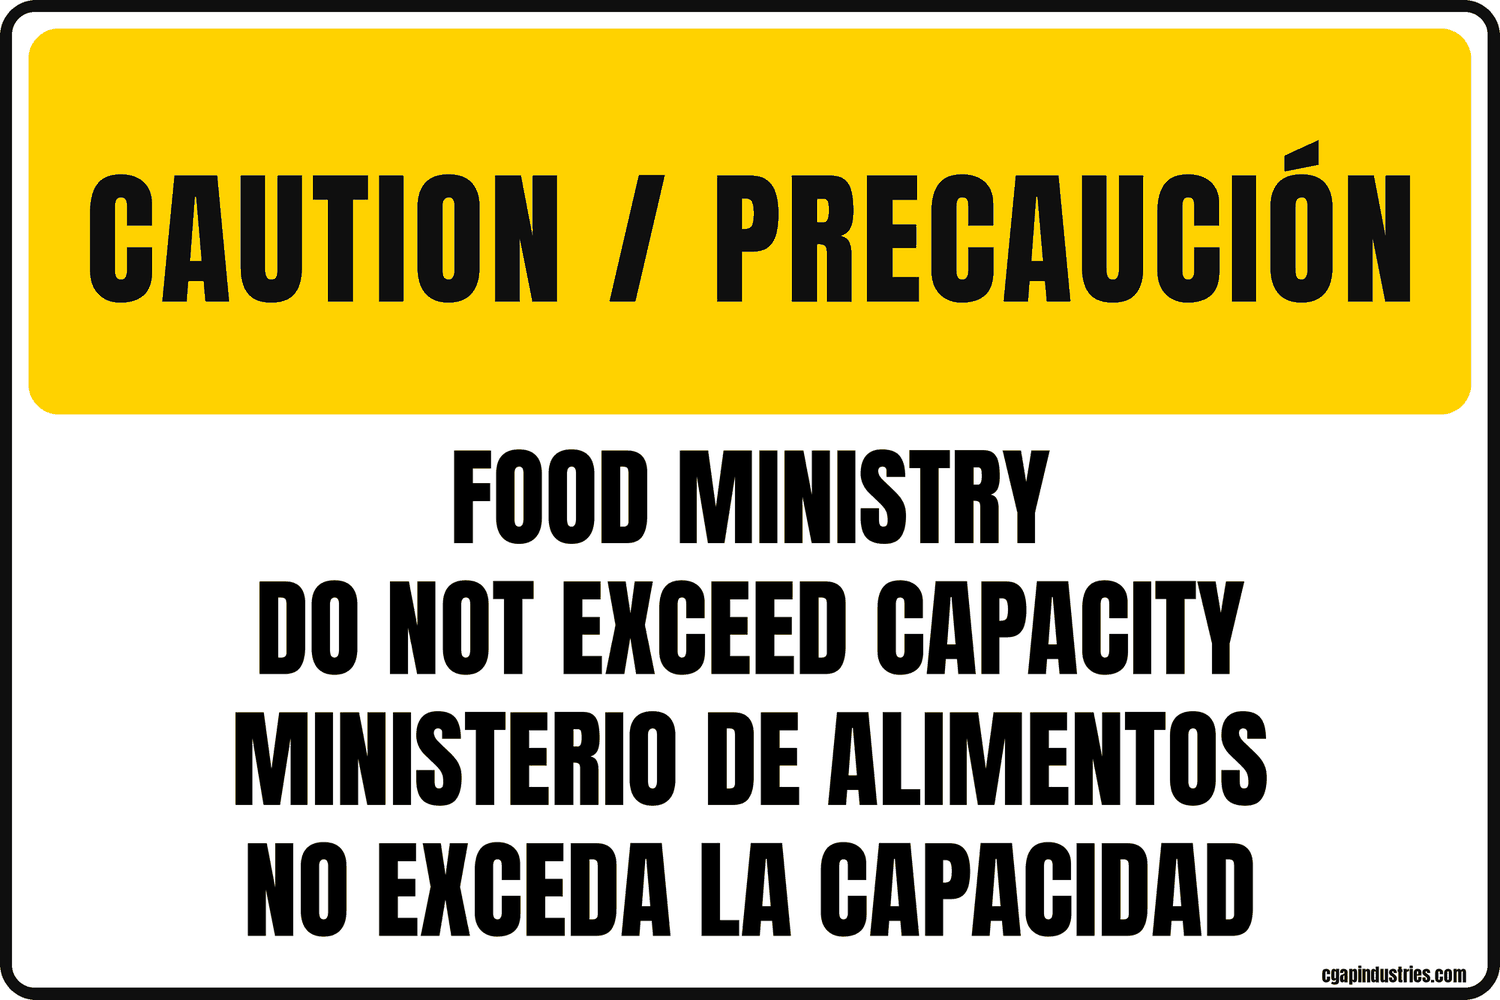 CAUTION / PRECAUCIÓN
FOOD MINISTRY
DO NOT EXCEED CAPACITY
MINISTERIO DE ALIMENTOS
NO EXCEDA LA CAPACIDAD
cgapindustries.com